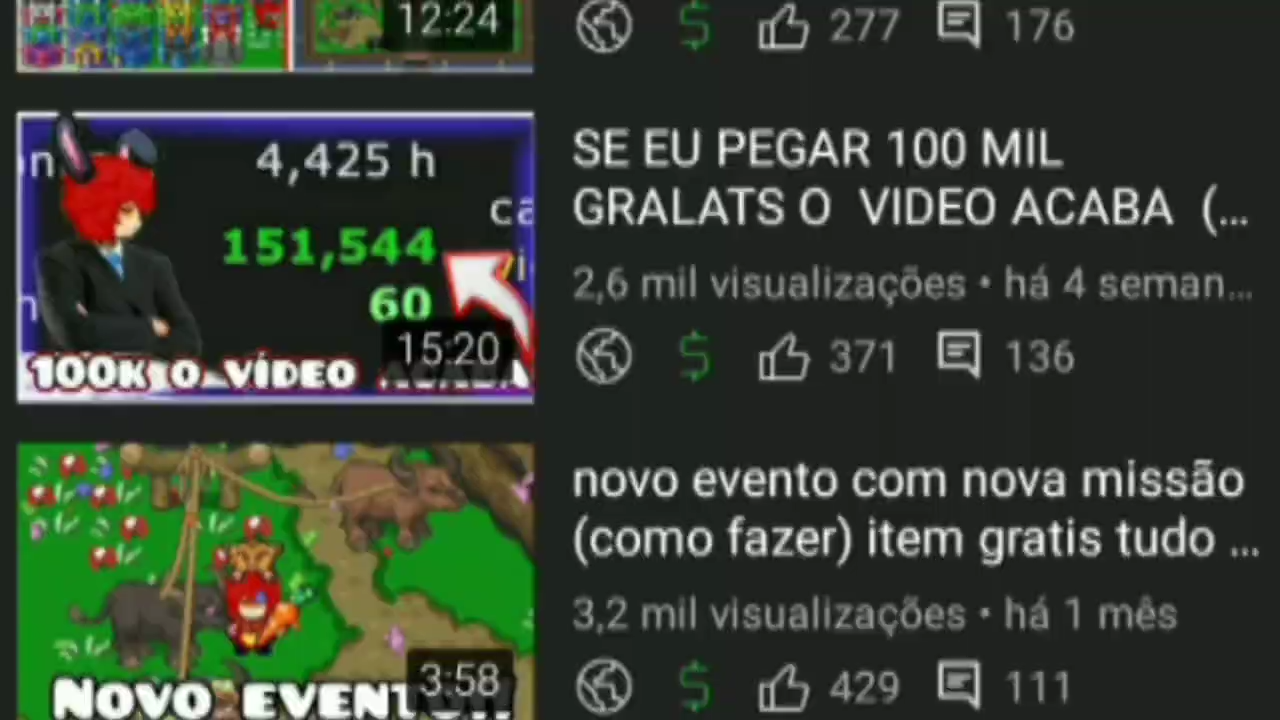 12:24
277
176
4,425 h
ca
151,544
60
15:20
100K O VÍDEO ACABA
SE EU PEGAR 100 MIL
GRALATS O VIDEO ACABA (...
2,6 mil visualizações • há 4 seman...
371
136
3:58
NOVO EVENTO
novo evento com nova missão
(como fazer) item gratis tudo ...
3,2 mil visualizações • há 1 mês
429
111